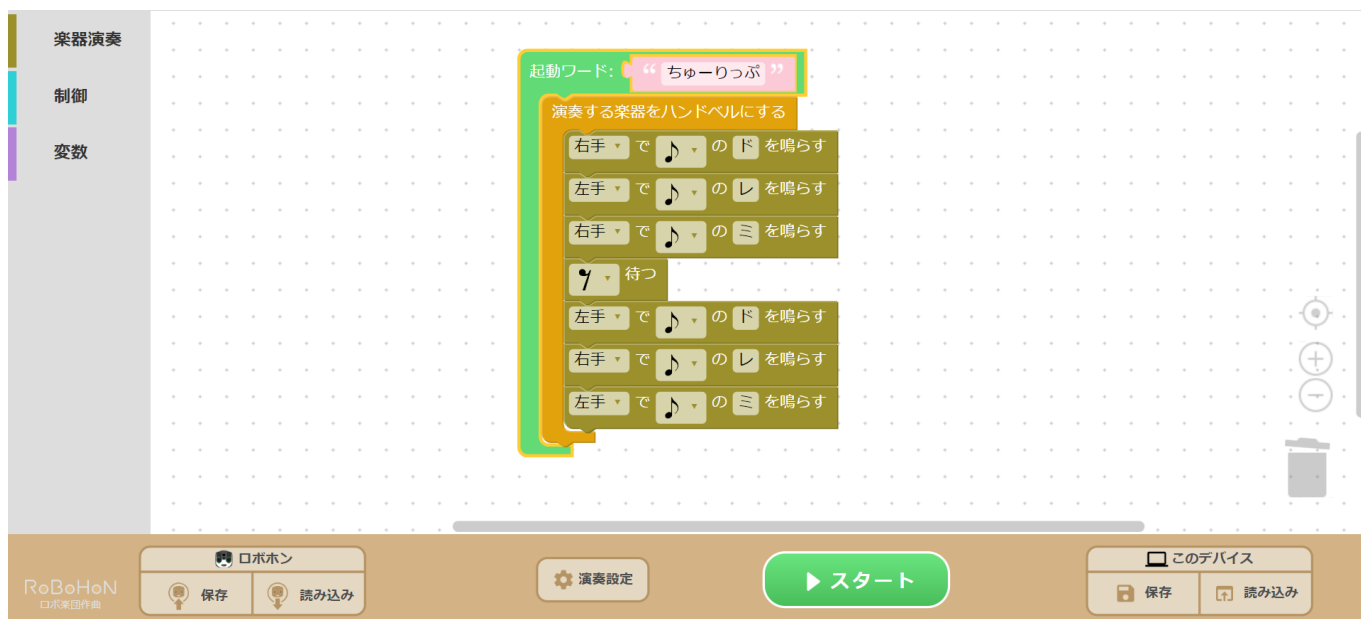 楽器演奏
制御
変数
起動ワード: “ ちゅーりっぷ ”
演奏する楽器をハンドベルにする
右手 で ♪ の ド を鳴らす
左手 で ♪ の レ を鳴らす
右手 で ♪ の ミ を鳴らす
待つ
左手 で ♪ の ド を鳴らす
右手 で ♪ の レ を鳴らす
左手 で ♪ の ミ を鳴らす
RoBoHoN
ロボ楽団作曲
ロボホン
保存 読み込み
演奏設定
スタート
このデバイス
保存 読み込み